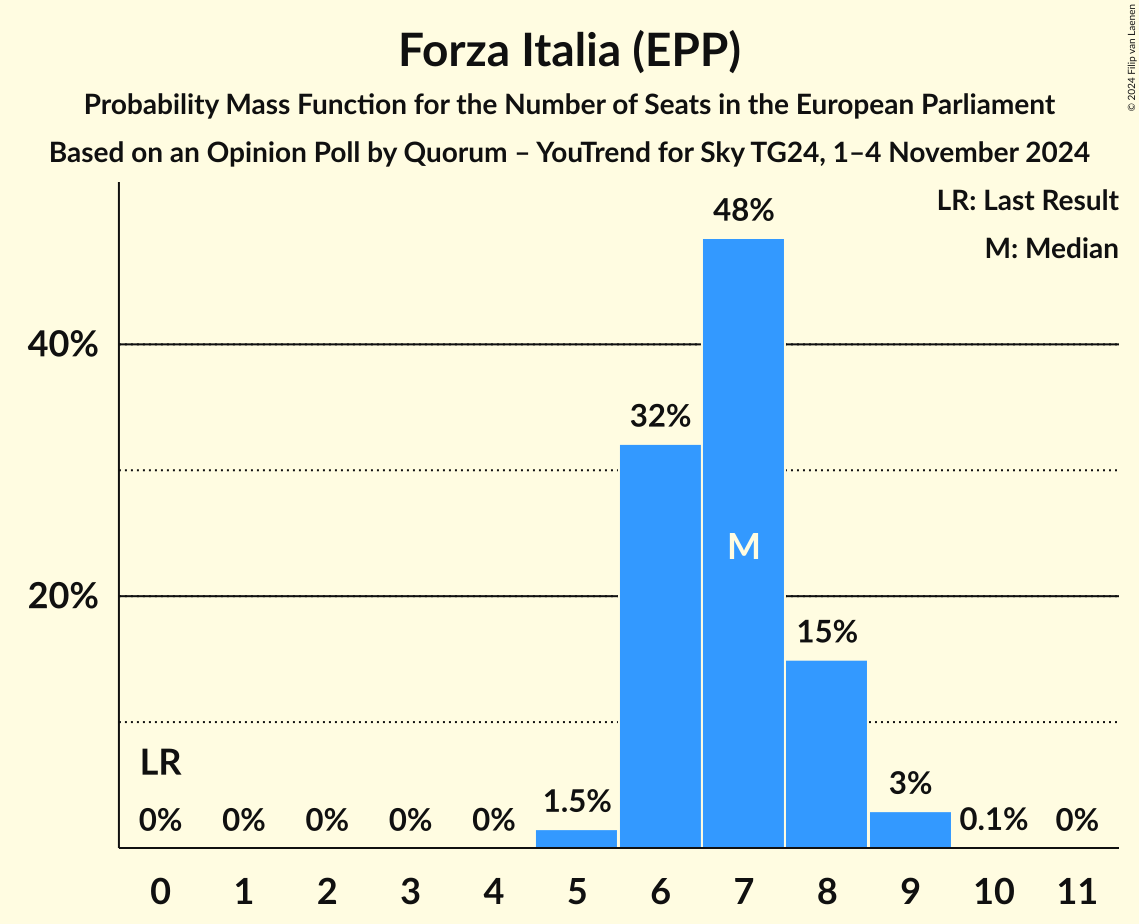 Forza Italia (EPP)
Probability Mass Function for the Number of Seats in the European Parliament
Based on an Opinion Poll by Quorum – YouTrend for Sky TG24, 1–4 November 2024
© 2024 Filip van Laenen
LR: Last Result
M: Median
48%
40%
32%
M
20%
15%
LR
0% 0% 0% 0% 0% 1.5% 3% 0.1% 0%
0 1 2 3 4 5 6 7 8 9 10 11